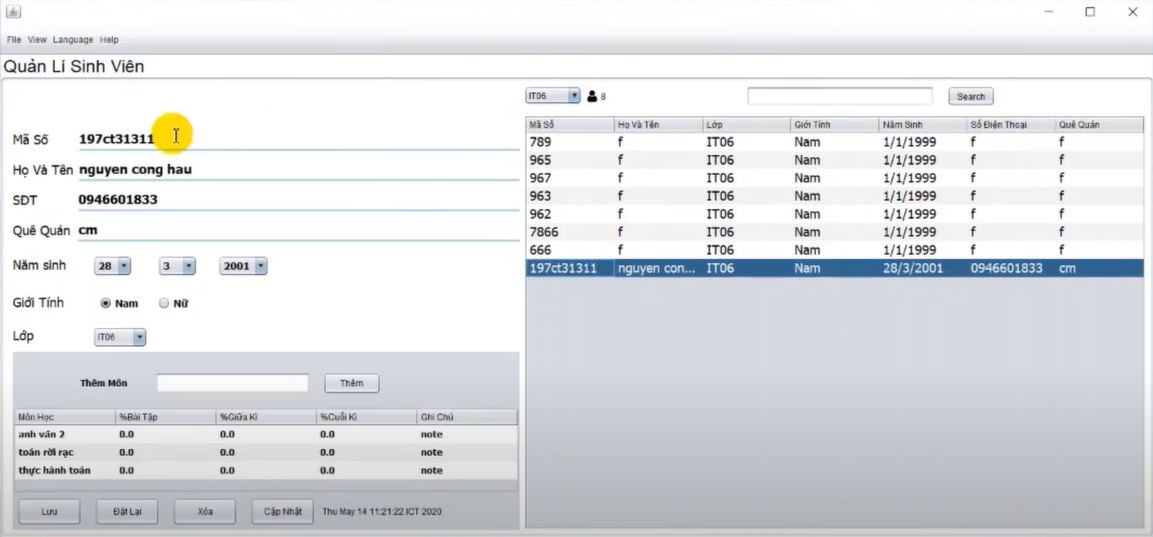 File View Language Help
Quản Lí Sinh Viên
Mã Số 197ct31311
Họ Và Tên nguyen cong hau
SDT 0946601833
Quê Quán cm
Năm sinh 28 3 2001
Giới Tính Nam Nữ
Lớp IT06
Thêm Môn Thêm
Môn Học %Bài Tập %Giữa Kì %Cuối Kì Ghi Chú
anh văn 2 0.0 0.0 0.0 note
toán rời rạc 0.0 0.0 0.0 note
thực hành toán 0.0 0.0 0.0 note
Lưu Đặt Lại Xóa Cập Nhật Thu May 14 11:21:22 ICT 2020
IT06 8 Search
Mã Số Họ Và Tên Lớp Giới Tính Năm Sinh Số Điện Thoại Quê Quán
789 f IT06 Nam 1/1/1999 f f
965 f IT06 Nam 1/1/1999 f f
967 f IT06 Nam 1/1/1999 f f
963 f IT06 Nam 1/1/1999 f f
962 f IT06 Nam 1/1/1999 f f
7866 f IT06 Nam 1/1/1999 f f
666 f IT06 Nam 1/1/1999 f f
197ct31311 nguyen con... IT06 Nam 28/3/2001 0946601833 cm